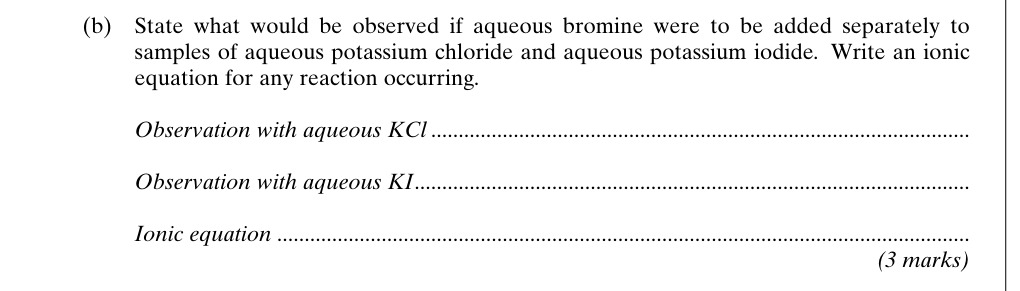 (b) State what would be observed if aqueous bromine were to be added separately to
samples of aqueous potassium chloride and aqueous potassium iodide. Write an ionic
equation for any reaction occurring.
Observation with aqueous KCl ....................................................................................................
Observation with aqueous KI.......................................................................................................
Ionic equation ................................................................................................................................
(3 marks)